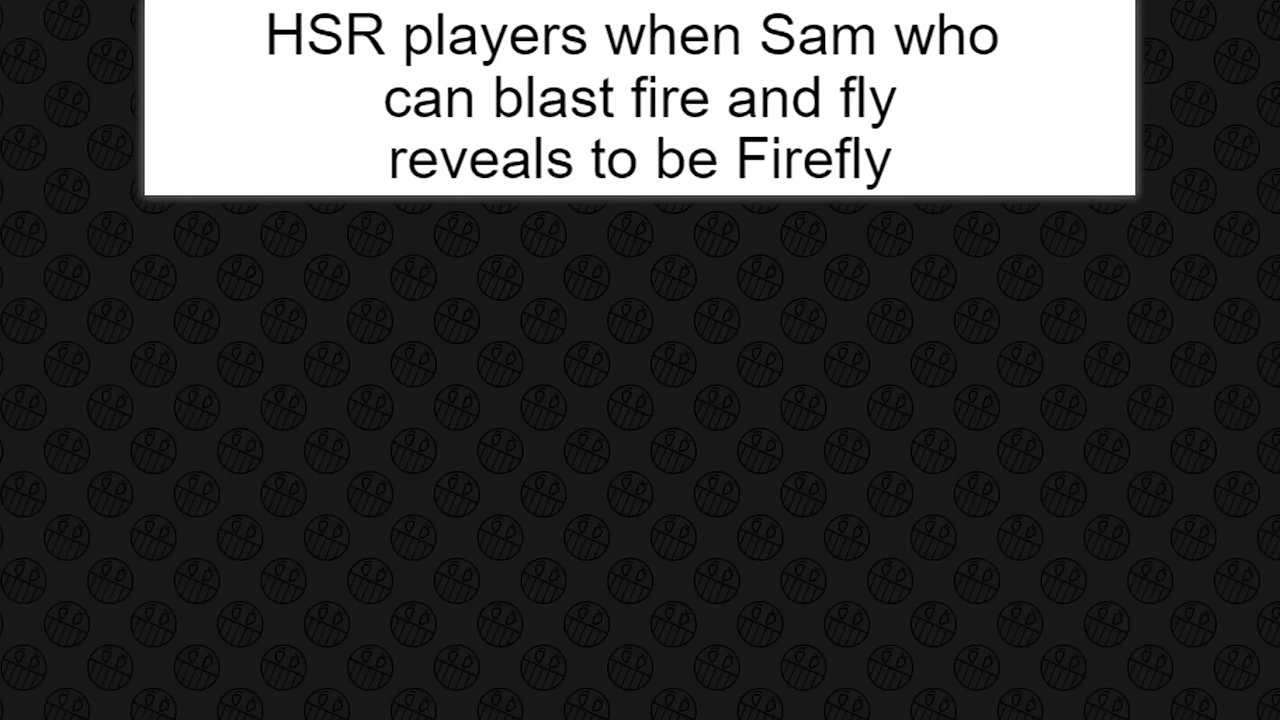 HSR players when Sam who
can blast fire and fly
reveals to be Firefly